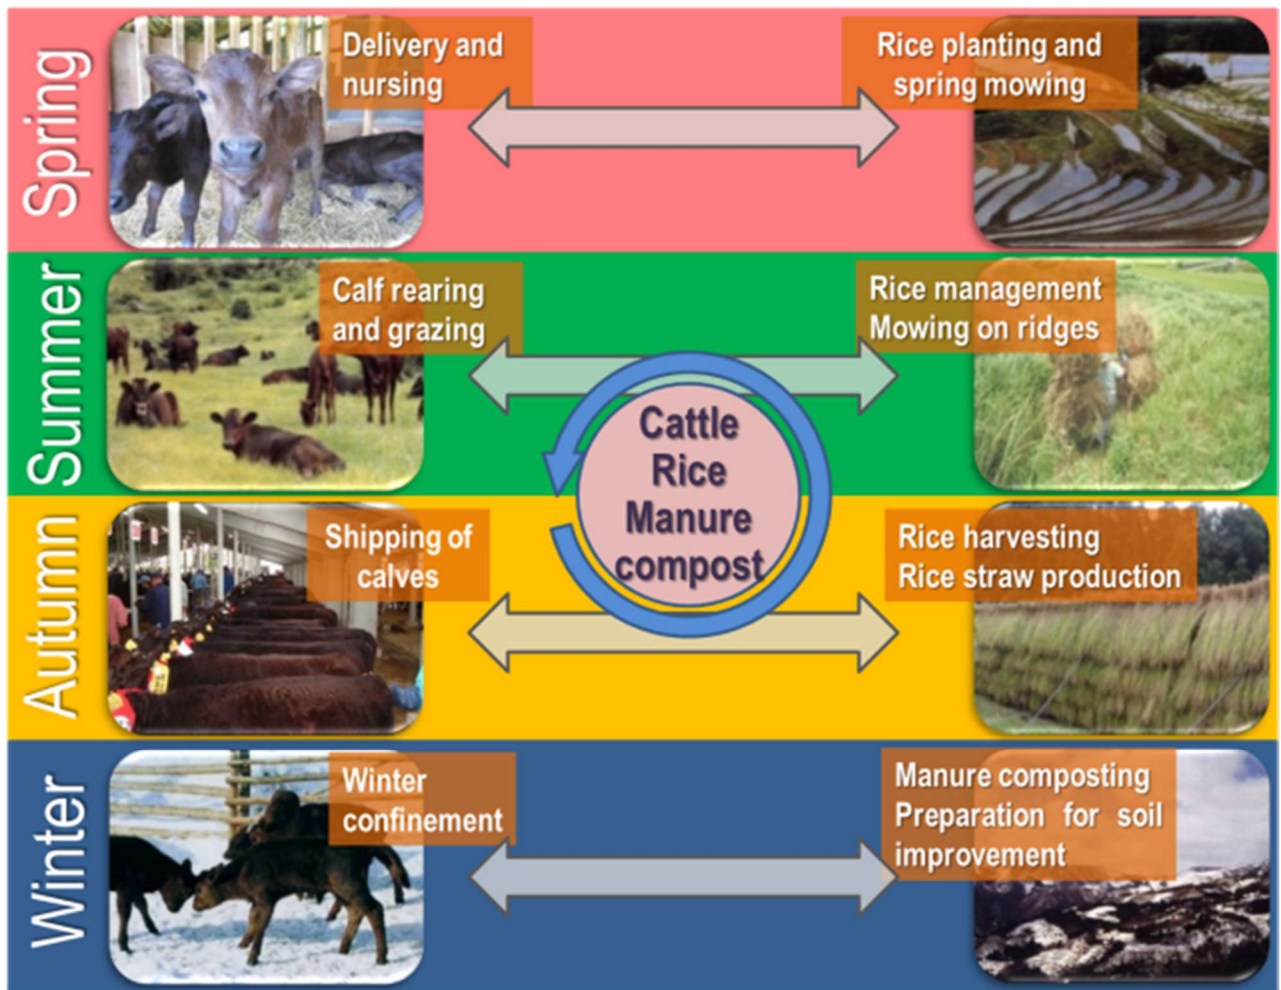 Spring
Delivery and
nursing
Rice planting and
spring mowing
Summer
Calf rearing
and grazing
Rice management
Mowing on ridges
Cattle
Rice
Manure
compost
Autumn
Shipping of
calves
Rice harvesting
Rice straw production
Winter
Winter
confinement
Manure composting
Preparation for soil
improvement